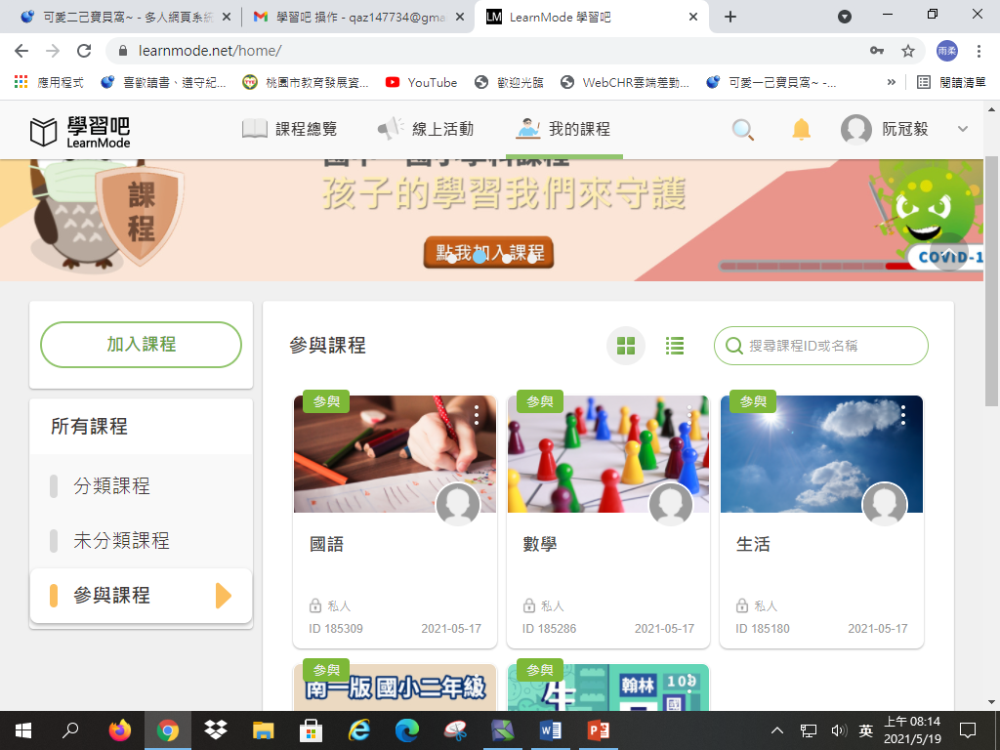 可愛二己寶貝窩~ - 多人網頁系統
學習吧 操作 - qaz147734@gma
LearnMode 學習吧
learnmode.net/home/
雨柔
應用程式
喜歡讀書、遵守紀...
桃園市教育發展資...
YouTube
歡迎光臨
WebCHR雲端差勤...
可愛一己寶貝窩~ -...
»
閱讀清單
學習吧
LearnMode
課程總覽
線上活動
我的課程
阮冠毅
課程
孩子的學習我們來守護
點我加入課程
COVID-1
加入課程
參與課程
搜尋課程ID或名稱
所有課程
分類課程
未分類課程
參與課程
參與
參與
參與
國語
數學
生活
私人
私人
私人
ID 185309
2021-05-17
ID 185286
2021-05-17
ID 185180
2021-05-17
參與
南一版 國小二年級
參與
翰林
109
英
上午 08:14
2021/5/19